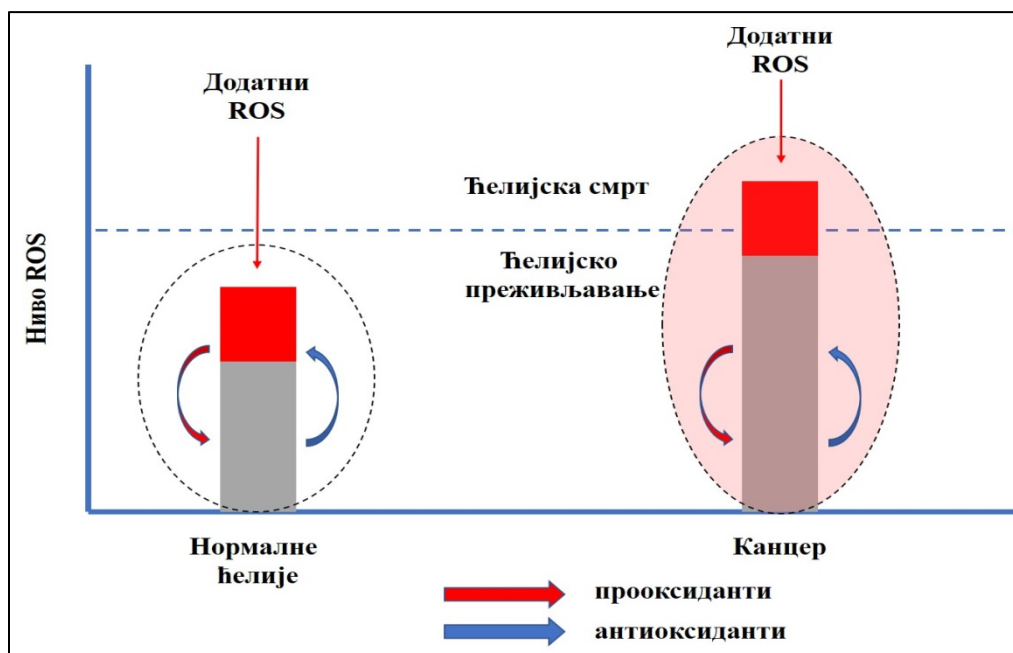 Додатни
ROS
Додатни
ROS
Ћелијска смрт
Ћелијско
преживљавање
Ниво ROS
Нормалне
ћелије
Канцер
прооксиданти
антиоксиданти